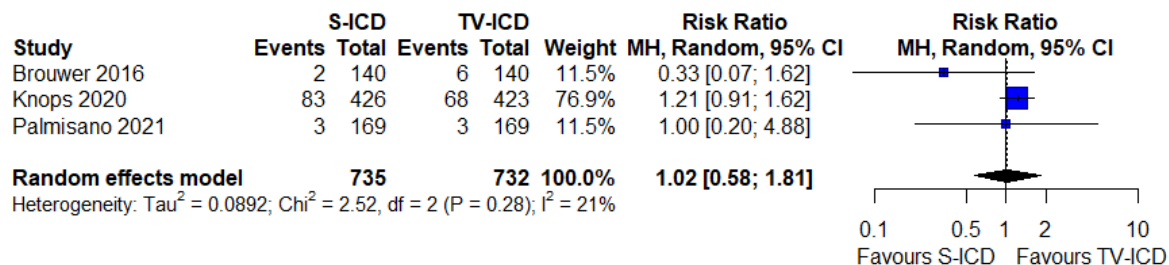 S-ICD TV-ICD Risk Ratio Risk Ratio
Study Events Total Events Total Weight MH, Random, 95% CI MH, Random, 95% CI
Brouwer 2016 2 140 6 140 11.5% 0.33 [0.07; 1.62]
Knops 2020 83 426 68 423 76.9% 1.21 [0.91; 1.62]
Palmisano 2021 3 169 3 169 11.5% 1.00 [0.20; 4.88]
Random effects model 735 732 100.0% 1.02 [0.58; 1.81]
Heterogeneity: Tau² = 0.0892; Chi² = 2.52, df = 2 (P = 0.28); I² = 21%
0.1 0.5 1 2 10
Favours S-ICD Favours TV-ICD